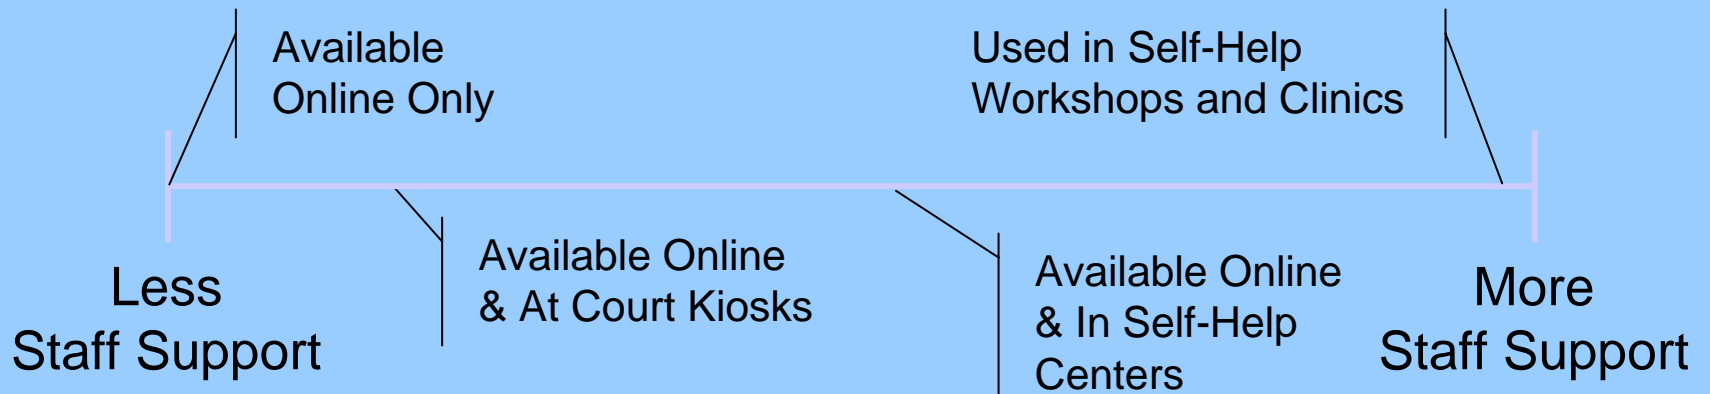 Available
Online Only
Used in Self-Help
Workshops and Clinics
Less
Staff Support
Available Online
& At Court Kiosks
Available Online
& In Self-Help
Centers
More
Staff Support